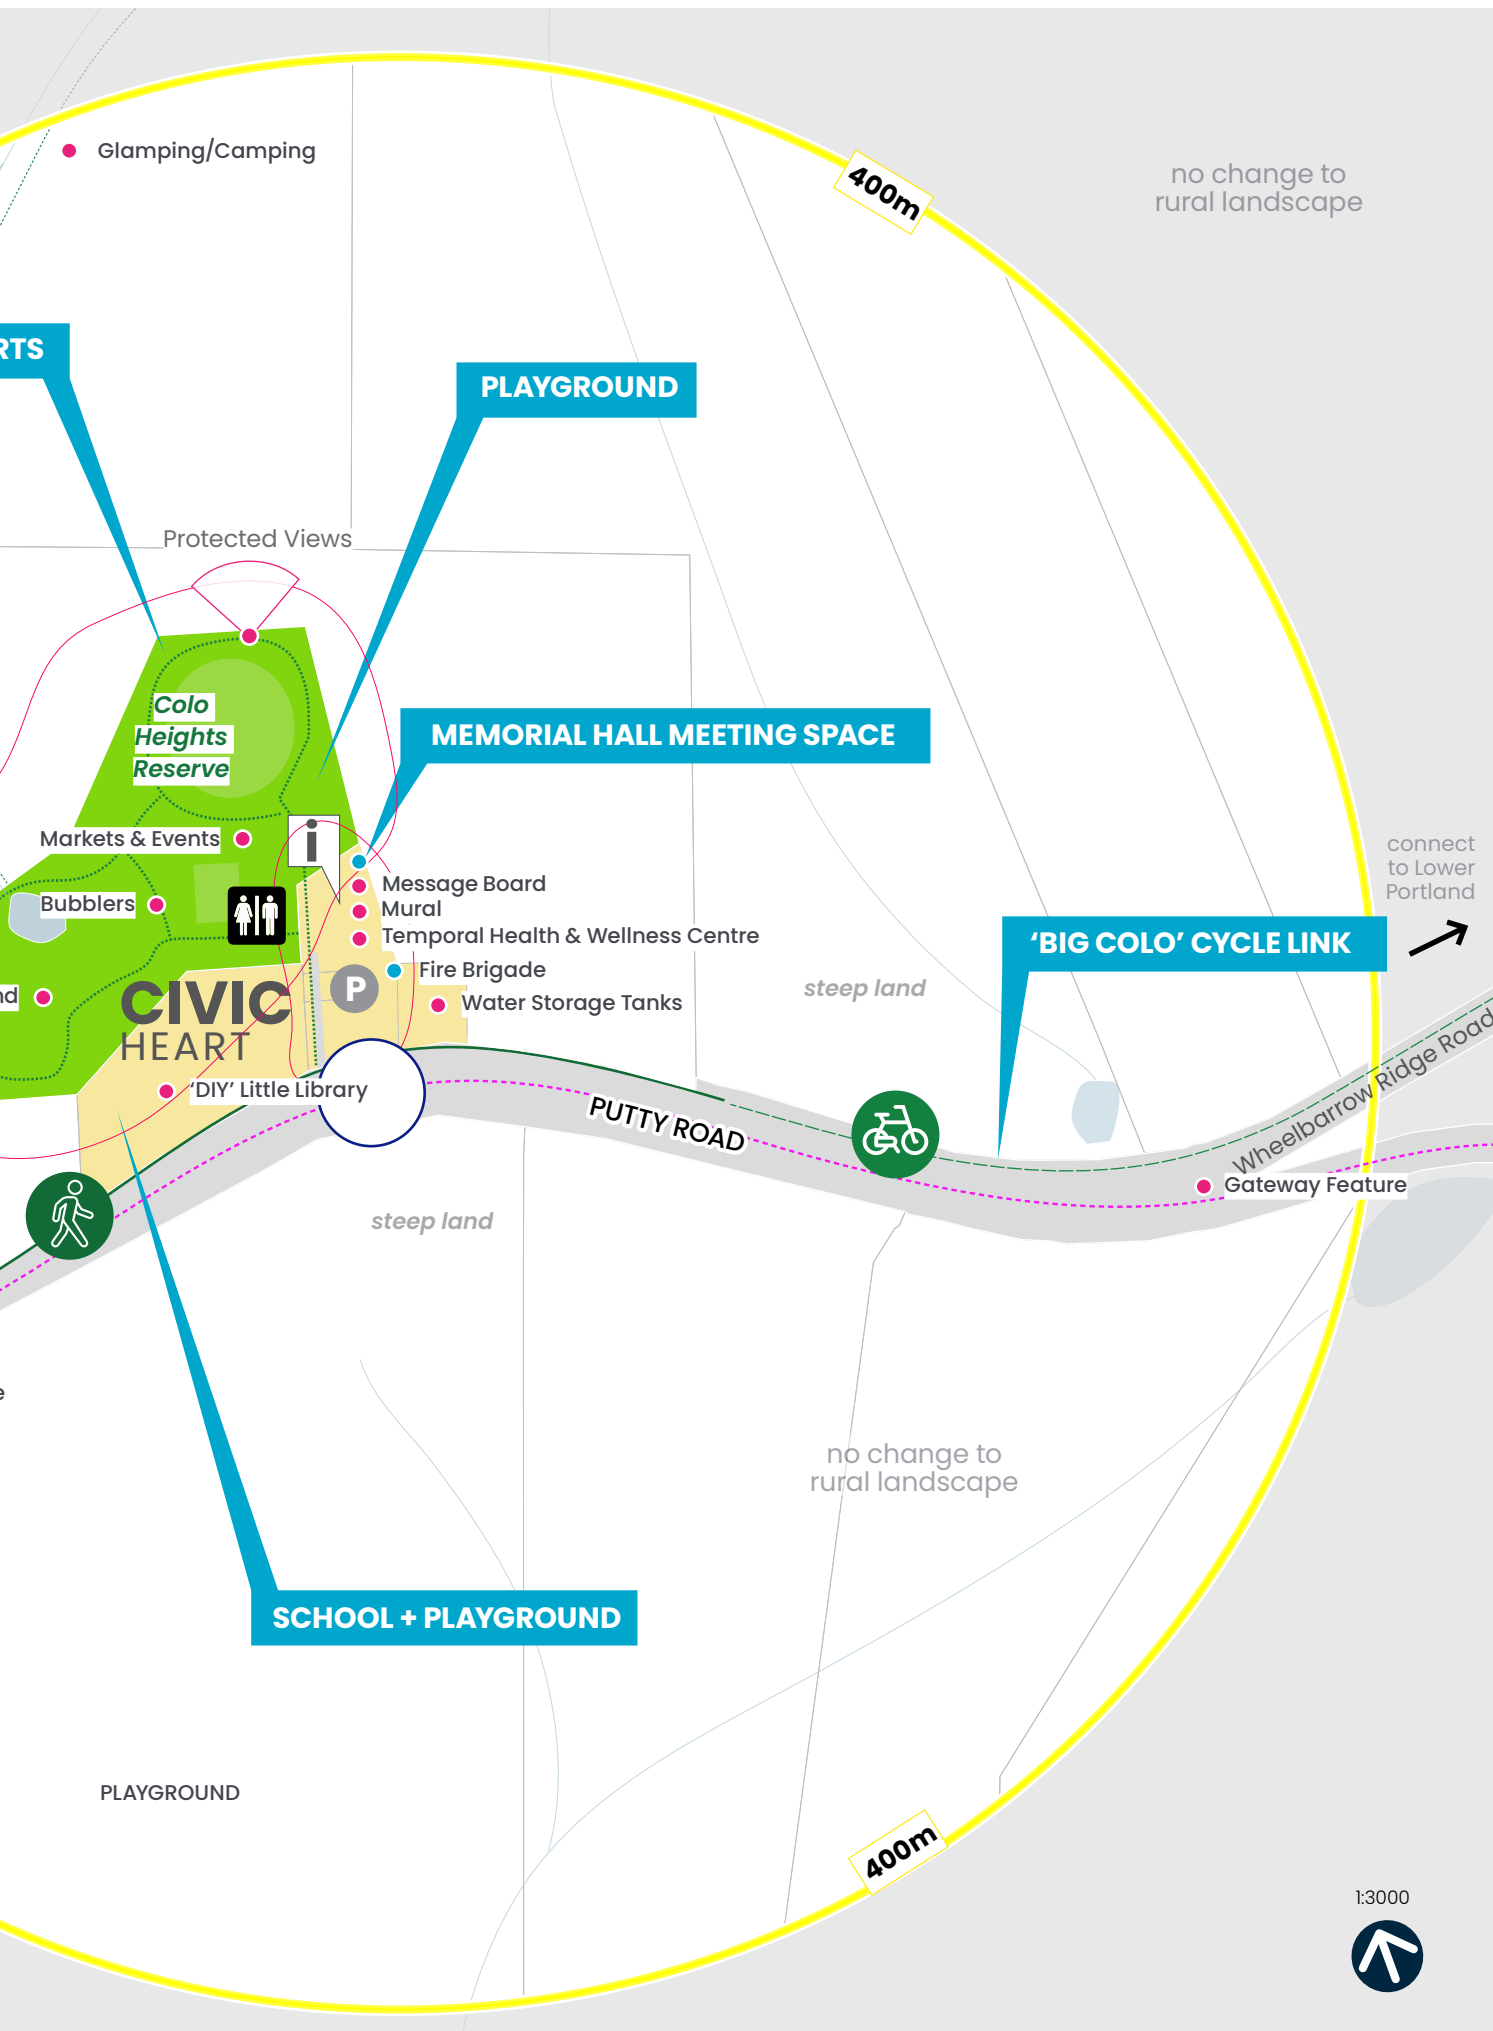 Glamping/Camping
400m
no change to
rural landscape
RTS
PLAYGROUND
Protected Views
Colo
Heights
Reserve
MEMORIAL HALL MEETING SPACE
Markets & Events
i
Message Board
Bubblers
Mural
Temporal Health & Wellness Centre
Fire Brigade
P
Water Storage Tanks
nd
CIVIC
HEART
'DIY' Little Library
connect
to Lower
Portland
'BIG COLO' CYCLE LINK
steep land
PUTTY ROAD
Wheelbarrow Ridge Road
Gateway Feature
steep land
e
no change to
rural landscape
SCHOOL + PLAYGROUND
PLAYGROUND
400m
1:3000